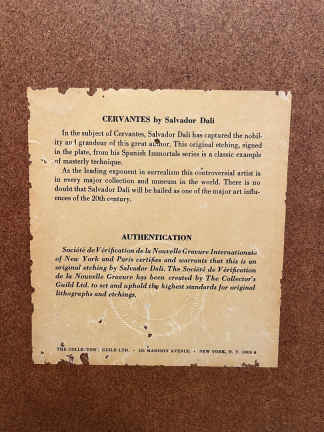 CERVANTES by Salvador Dali
In the subject of Cervantes, Salvador Dali has captured the nobil-
ity and grandeur of this great author. This original etching, signed
in the plate, from his Spanish Immortals series is a classic example
of masterly technique.
As the leading exponent in surrealism this controversial artist is
in every major collection and museum in the world. There is no
doubt that Salvador Dali will be hailed as one of the major art influ-
ences of the 20th century.
AUTHENTICATION
Société de Vérification de la Nouvelle Gravure Internationale
of New York and Paris certifies and warrants that this is an
original etching by Salvador Dali. The Société de Vérification
de la Nouvelle Gravure has been created by The Collector's
Guild Ltd. to set and uphold the highest standards for original
lithographs and etchings.
THE COLLECTORS' GUILD LTD. • MADISON AVENUE • NEW YORK, N. Y.